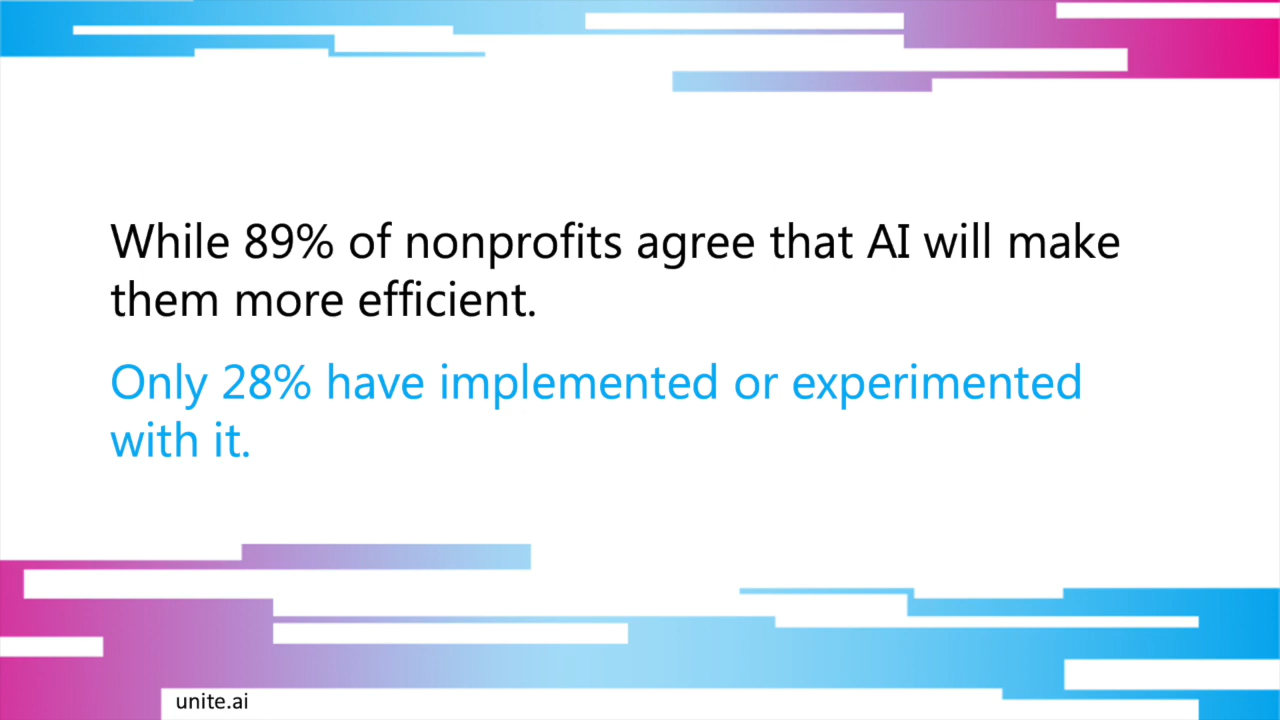 While 89% of nonprofits agree that AI will make
them more efficient.
Only 28% have implemented or experimented
with it.
unite.ai